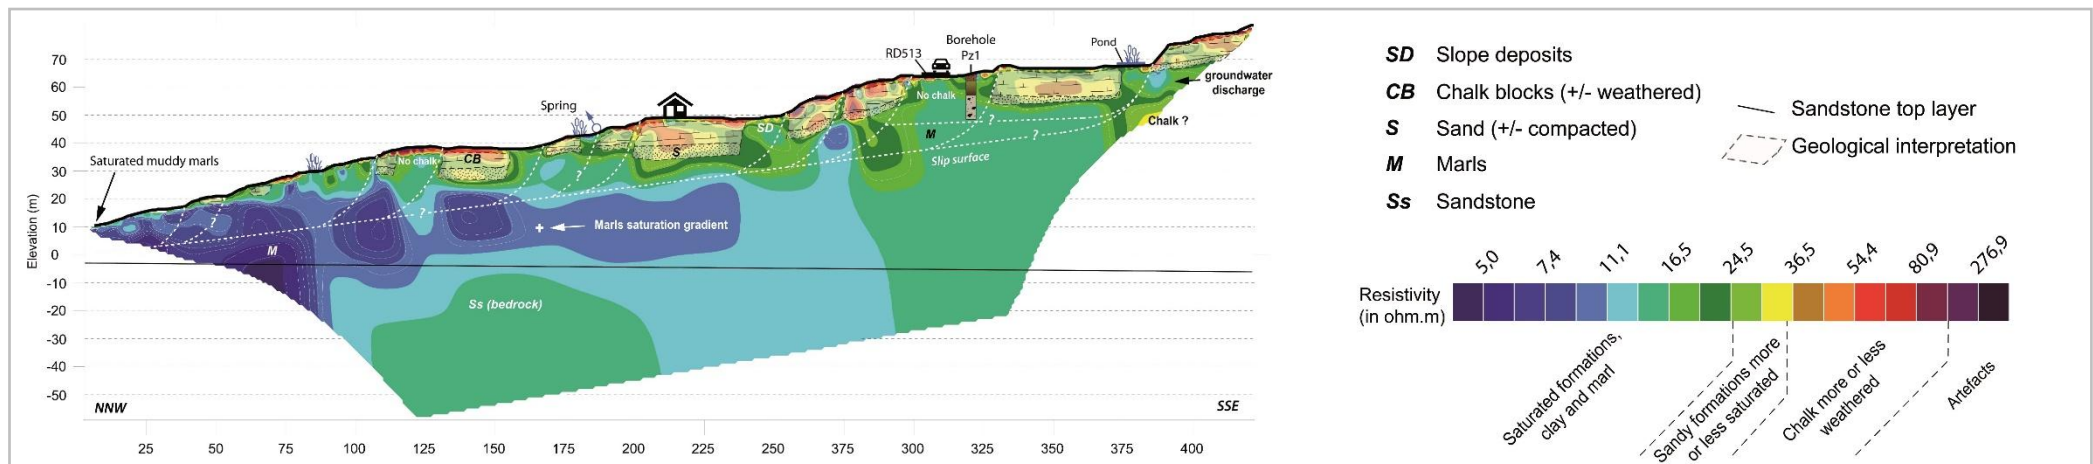 Elevation (m)
70
60
50
40
30
20
10
0
-10
-20
-30
-40
-50
NNW
SSE
25
50
75
100
125
150
175
200
225
250
275
300
325
350
375
400
Saturated muddy marls
Spring
RD513
Borehole
Pz1
Pond
groundwater
discharge
Chalk ?
No chalk
No chalk
CB
S
SD
M
M
Slip surface
?
?
?
?
?
Marls saturation gradient
+
Ss (bedrock)
SD Slope deposits
CB Chalk blocks (+/- weathered)
S Sand (+/- compacted)
M Marls
Ss Sandstone
Sandstone top layer
Geological interpretation
Resistivity
(in ohm.m)
5,0 7,4 11,1 16,5 24,5 36,5 54,4 80,9 276,9
Saturated formations,
clay and marl
Sandy formations more
or less saturated
Chalk more or less
weathered
Artefacts